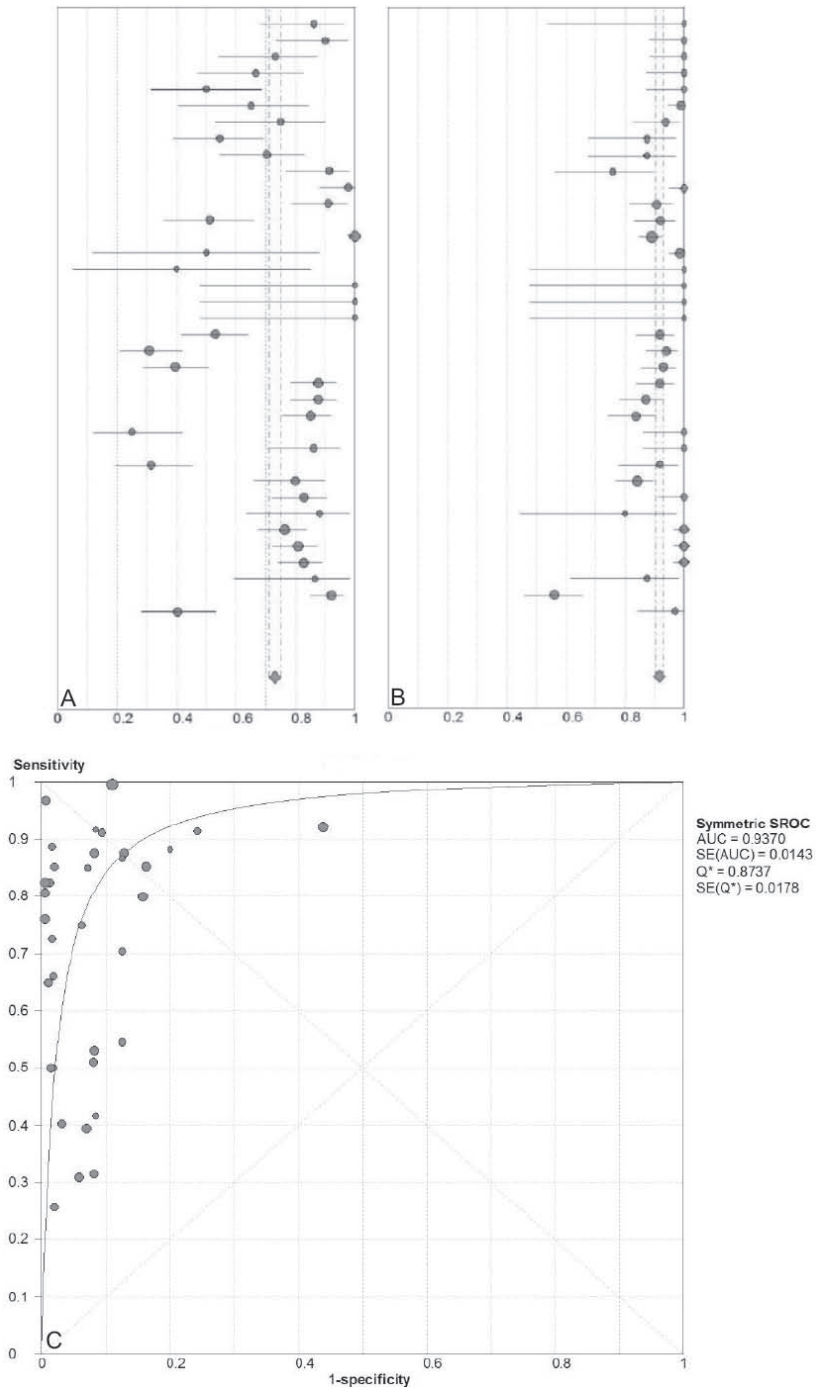 A
B
0 0.2 0.4 0.6 0.8 1
0 0.2 0.4 0.6 0.8 1
Sensitivity
1
0.9
0.8
0.7
0.6
0.5
0.4
0.3
0.2
0.1
0
C
0 0.2 0.4 0.6 0.8 1
1-specificity
Symmetric SROC
AUC = 0.9370
SE(AUC) = 0.0143
Q* = 0.8737
SE(Q*) = 0.0178